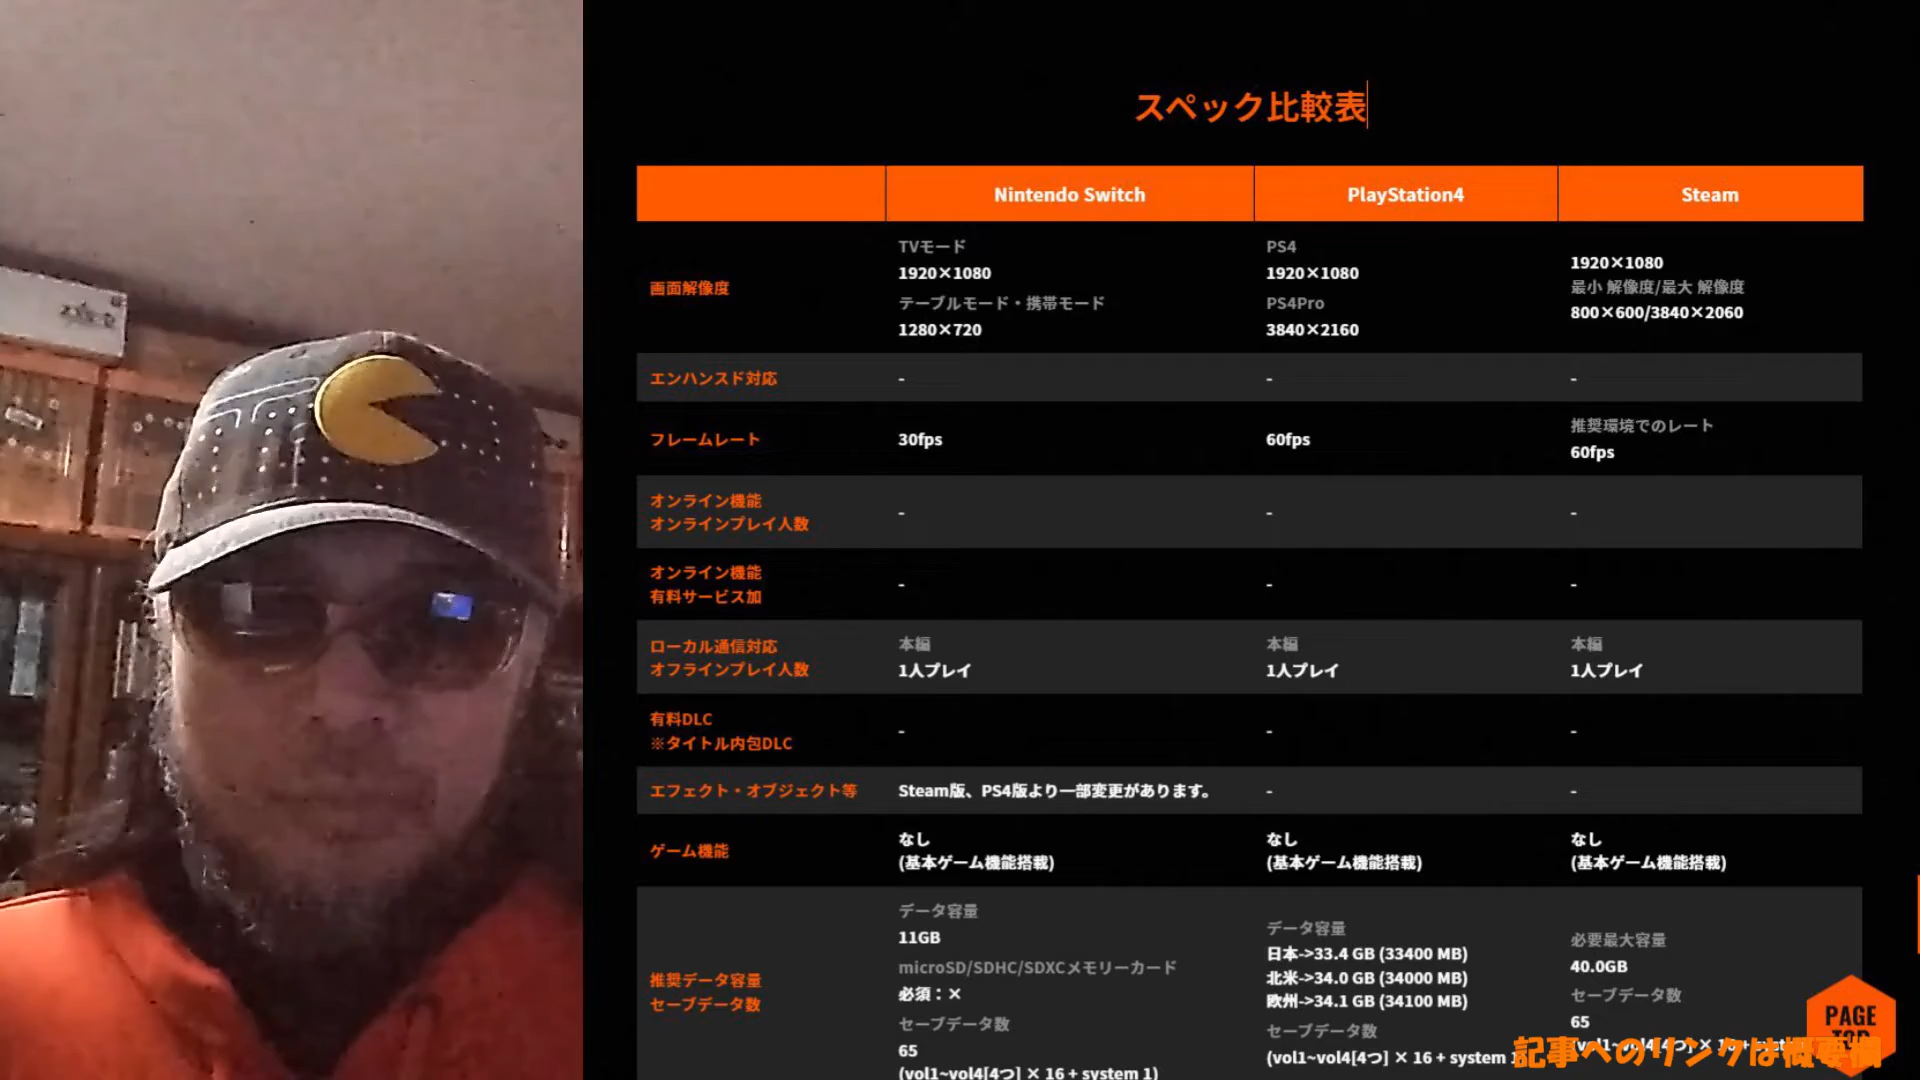 スペック比較表
Nintendo Switch
PlayStation4
Steam
画面解像度
TVモード
1920×1080
テーブルモード・携帯モード
1280×720
PS4
1920×1080
PS4Pro
3840×2160
1920×1080
最小 解像度/最大 解像度
800×600/3840×2060
エンハンスド対応
-
-
-
フレームレート
30fps
60fps
推奨環境でのレート
60fps
オンライン機能
オンラインプレイ人数
-
-
-
オンライン機能
有料サービス加
-
-
-
ローカル通信対応
オフラインプレイ人数
本編
1人プレイ
本編
1人プレイ
本編
1人プレイ
有料DLC
※タイトル内包DLC
-
-
-
エフェクト・オブジェクト等
Steam版、PS4版より一部変更があります。
-
-
ゲーム機能
なし
(基本ゲーム機能搭載)
なし
(基本ゲーム機能搭載)
なし
(基本ゲーム機能搭載)
推奨データ容量
セーブデータ数
データ容量
11GB
microSD/SDHC/SDXCメモリーカード
必須：×
セーブデータ数
65
(vol1~vol4[4つ] × 16 + system 1)
データ容量
日本->33.4 GB (33400 MB)
北米->34.0 GB (34000 MB)
欧州->34.1 GB (34100 MB)
セーブデータ数
(vol1~vol4[4つ] × 16 + system
必要最大容量
40.0GB
セーブデータ数
65
PAGE
TOP
記事へのリンクは概要欄